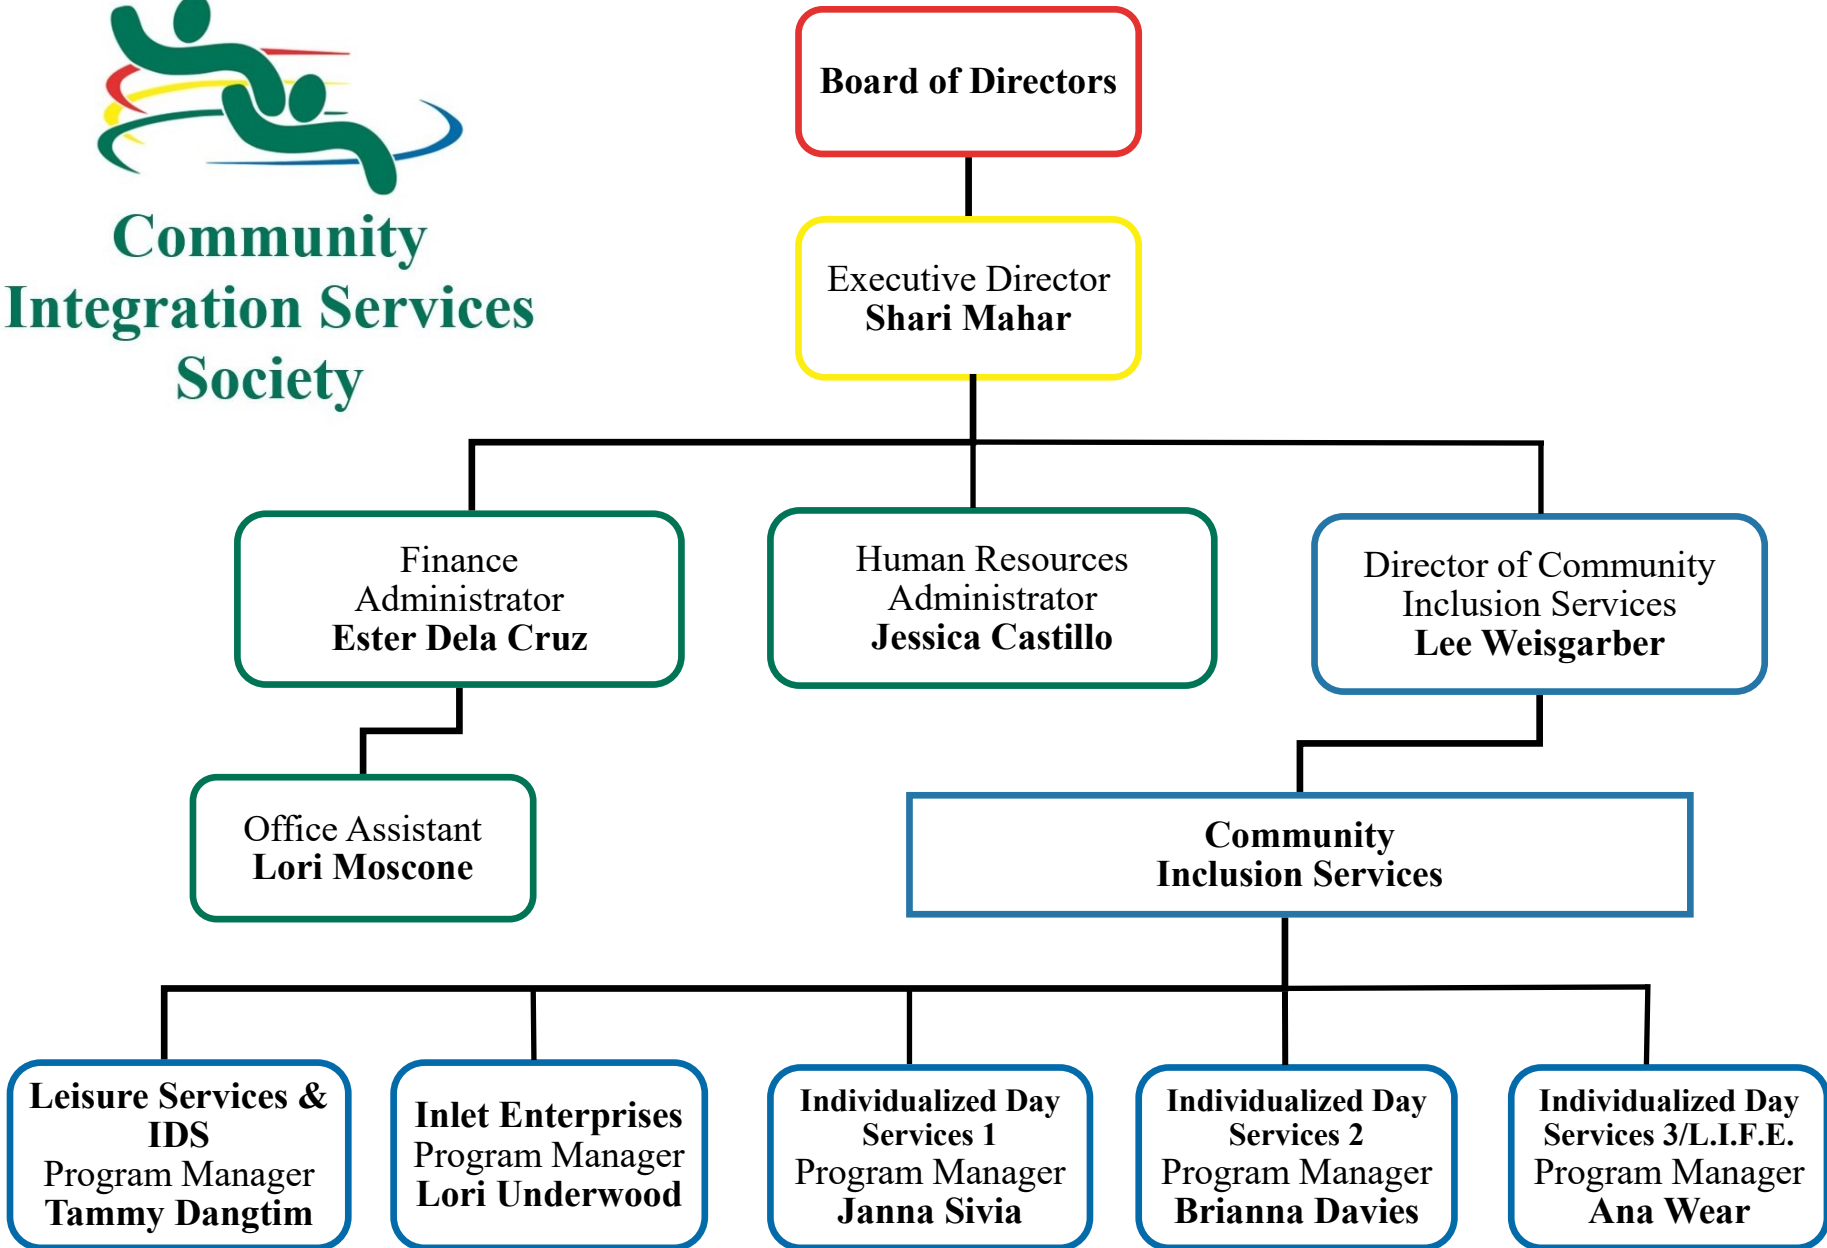 Community
Integration Services
Society
Board of Directors
Executive Director
Shari Mahar
Finance
Administrator
Ester Dela Cruz
Human Resources
Administrator
Jessica Castillo
Director of Community
Inclusion Services
Lee Weisgarber
Office Assistant
Lori Moscone
Community
Inclusion Services
Leisure Services &
IDS
Program Manager
Tammy Dangtim
Inlet Enterprises
Program Manager
Lori Underwood
Individualized Day
Services 1
Program Manager
Janna Sivia
Individualized Day
Services 2
Program Manager
Brianna Davies
Individualized Day
Services 3/L.I.F.E.
Program Manager
Ana Wear